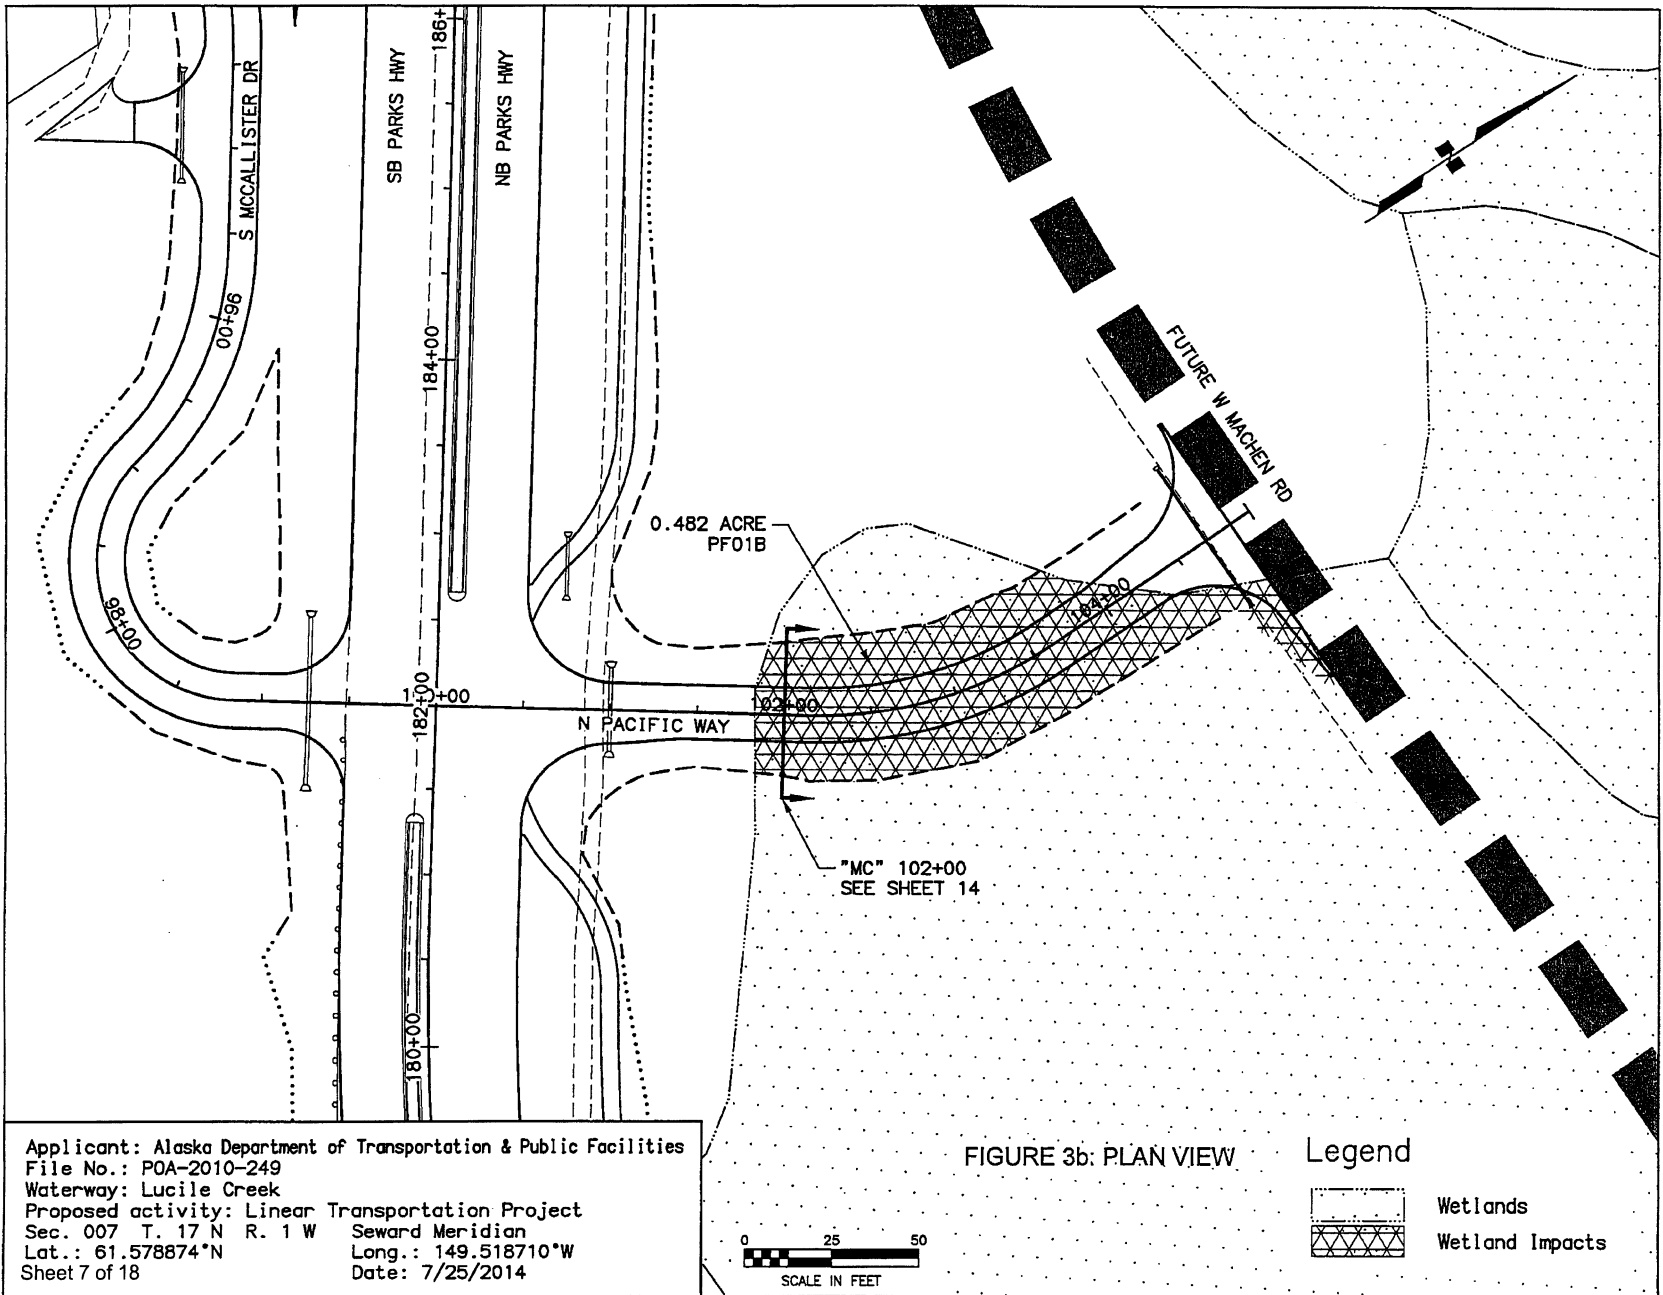 186+
SB PARKS HWY
NB PARKS HWY
S MCCALLISTER DR
96+00
184+00
FUTURE W MACHEN RD
0.482 ACRE
PF01B
104+00
98+00
100+00
182+00
102+00
N PACIFIC WAY
"MC" 102+00
SEE SHEET 14
180+00
Applicant: Alaska Department of Transportation & Public Facilities
File No.: POA-2010-249
Waterway: Lucile Creek
Proposed activity: Linear Transportation Project
Sec. 007 T. 17 N R. 1 W Seward Meridian
Lat.: 61.578874°N Long.: 149.518710°W
Sheet 7 of 18 Date: 7/25/2014
FIGURE 3b: PLAN VIEW
0 25 50
SCALE IN FEET
Legend
Wetlands
Wetland Impacts